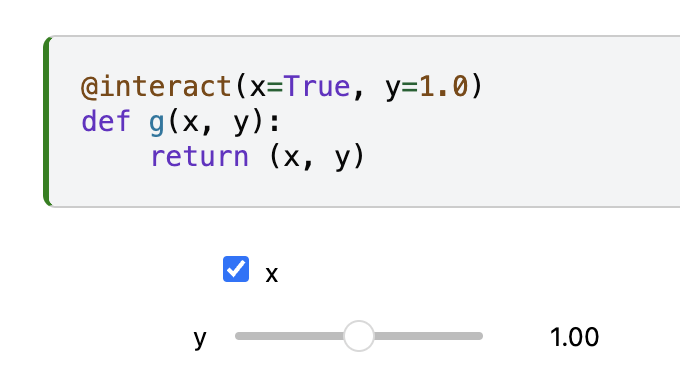 @interact(x=True, y=1.0)
def g(x, y):
    return (x, y)
x
y 1.00